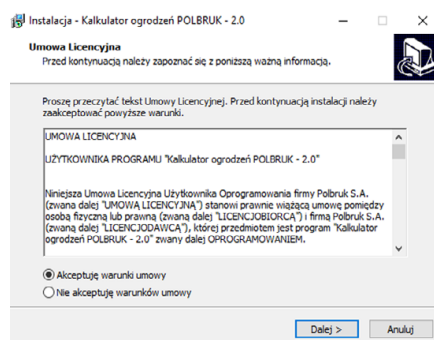 Instalacja - Kalkulator ogrodzeń POLBRUK - 2.0
Umowa Licencyjna
Przed kontynuacją należy zapoznać się z poniższą ważną informacją.
Proszę przeczytać tekst Umowy Licencyjnej. Przed kontynuacją instalacji należy
zaakceptować powyższe warunki.
UMOWA LICENCYJNA
UŻYTKOWNIKA PROGRAMU "Kalkulator ogrodzeń POLBRUK - 2.0"
Niniejsza Umowa Licencyjna Użytkownika Oprogramowania firmy Polbruk S.A.
(zwana dalej "UMOWĄ LICENCYJNĄ") stanowi prawnie wiążącą umowę pomiędzy
osobą fizyczną lub prawną (zwaną dalej "LICENCJOBIORCĄ") i firmą Polbruk S.A.
(zwaną dalej "LICENCJODAWCĄ"), której przedmiotem jest program "Kalkulator
ogrodzeń POLBRUK - 2.0" zwany dalej OPROGRAMOWANIEM.
Akceptuję warunki umowy
Nie akceptuję warunków umowy
Dalej >
Anuluj